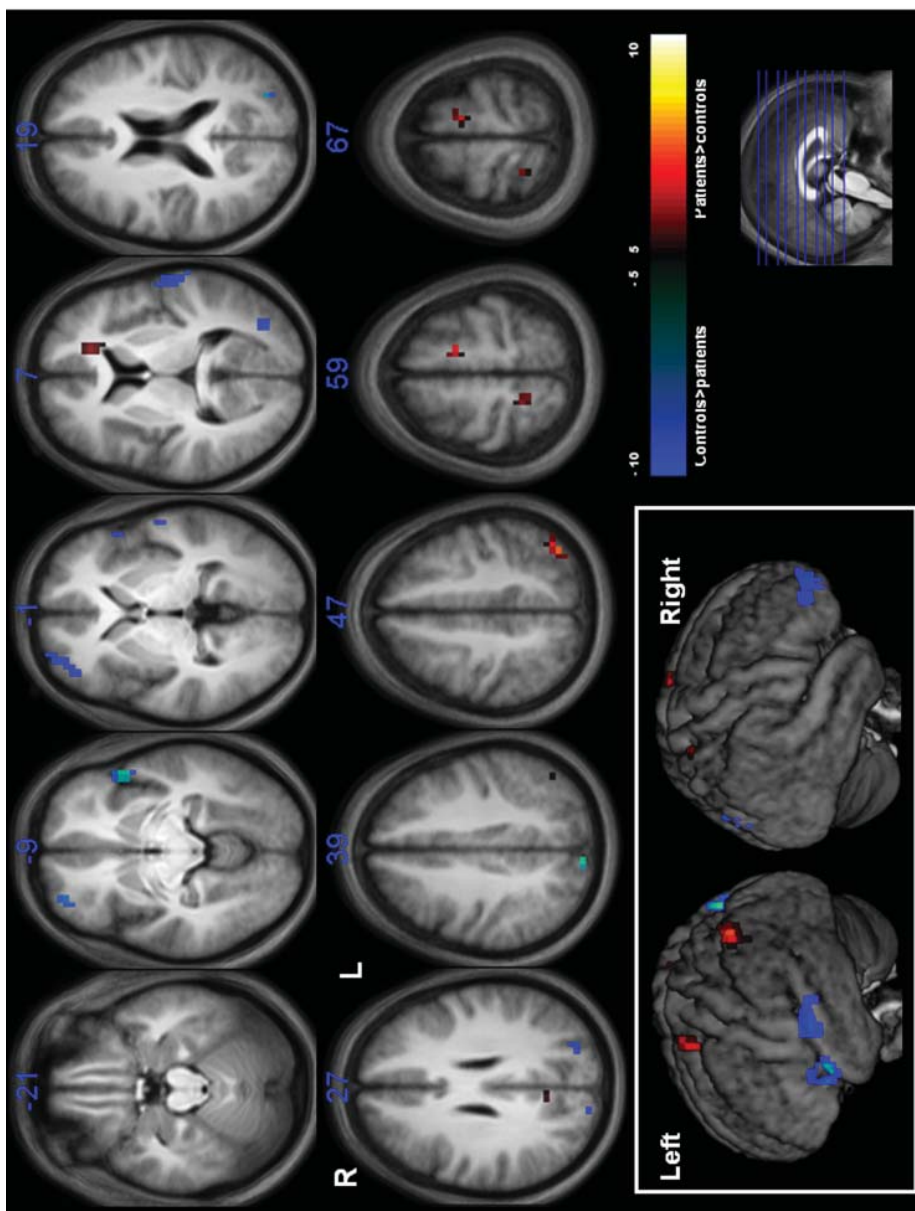 -21 -9 -1 7 19
R L
27 39 47 59 67
Left Right
- 10 - 5 5 10
Controls>patients Patients>controls